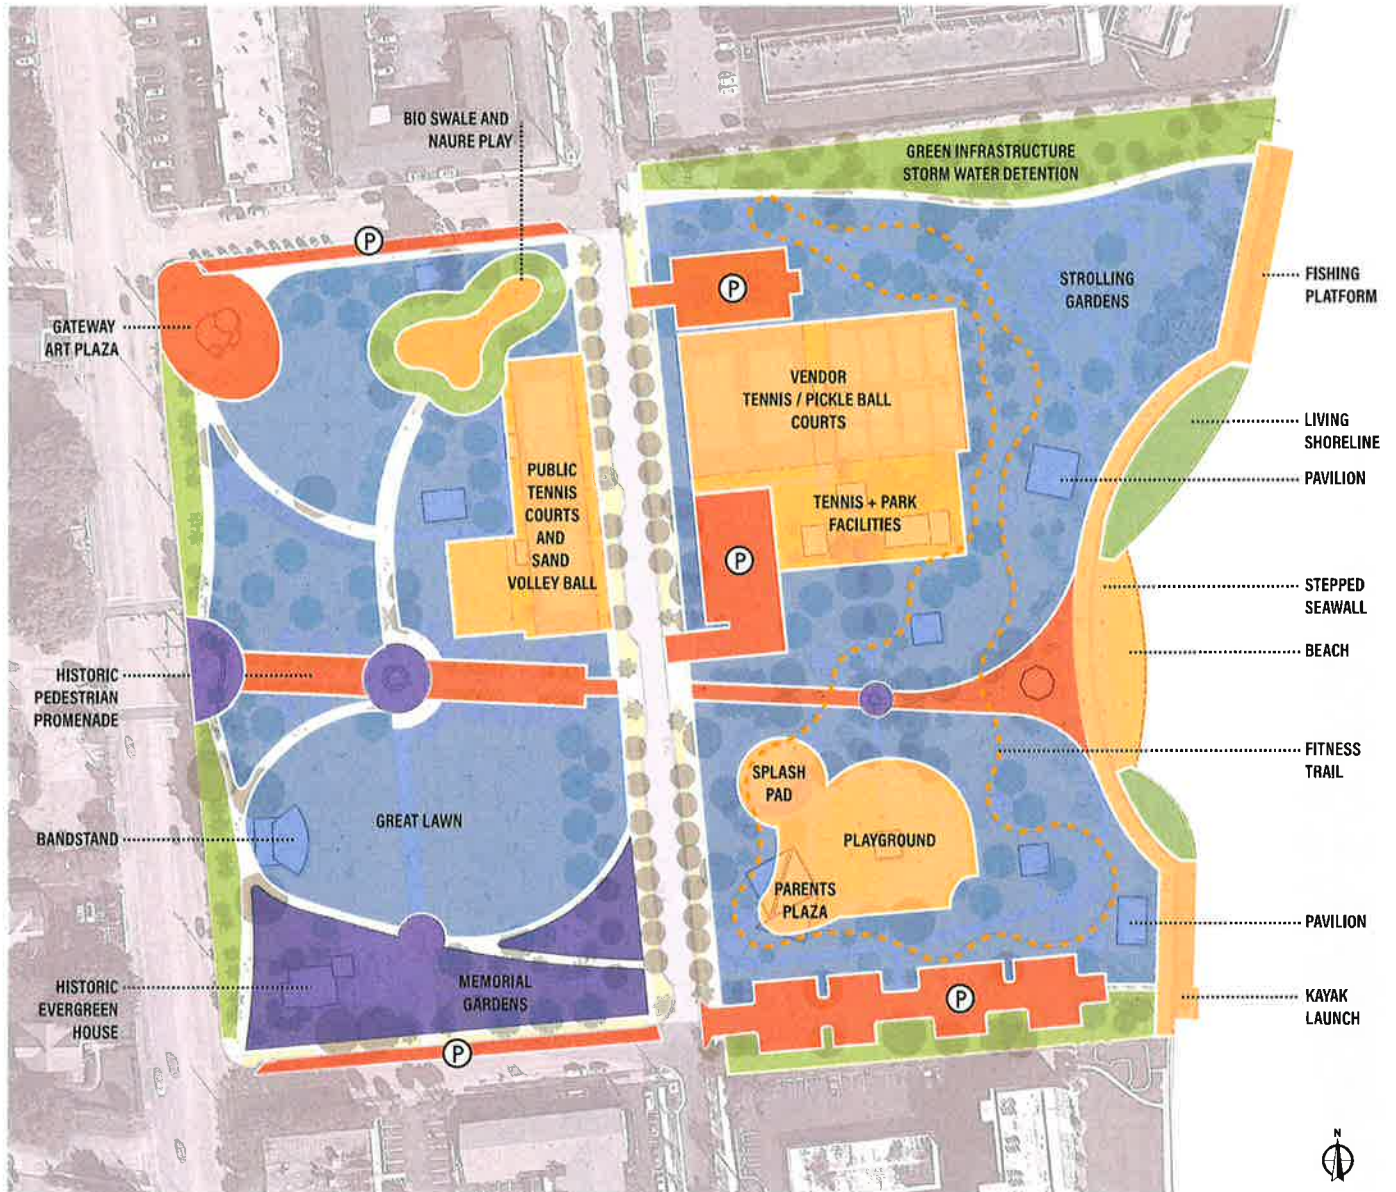 BIO SWALE AND
NAURE PLAY
GREEN INFRASTRUCTURE
STORM WATER DETENTION
P
P
STROLLING
GARDENS
FISHING
PLATFORM
GATEWAY
ART PLAZA
VENDOR
TENNIS / PICKLE BALL
COURTS
LIVING
SHORELINE
PAVILION
PUBLIC
TENNIS
COURTS
AND
SAND
VOLLEY BALL
TENNIS + PARK
FACILITIES
P
STEPPED
SEAWALL
BEACH
HISTORIC
PEDESTRIAN
PROMENADE
FITNESS
TRAIL
SPLASH
PAD
BANDSTAND
GREAT LAWN
PLAYGROUND
PARENTS
PLAZA
PAVILION
HISTORIC
EVERGREEN
HOUSE
MEMORIAL
GARDENS
P
KAYAK
LAUNCH
P
N